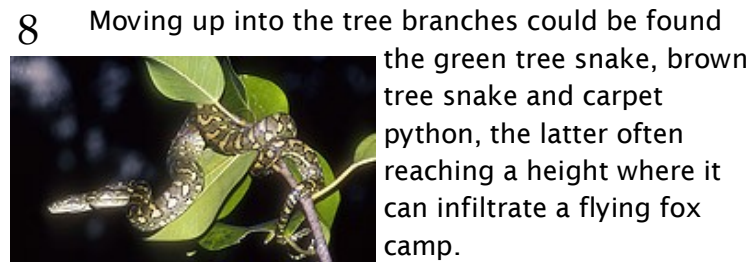 8 Moving up into the tree branches could be found
the green tree snake, brown
tree snake and carpet
python, the latter often
reaching a height where it
can infiltrate a flying fox
camp.